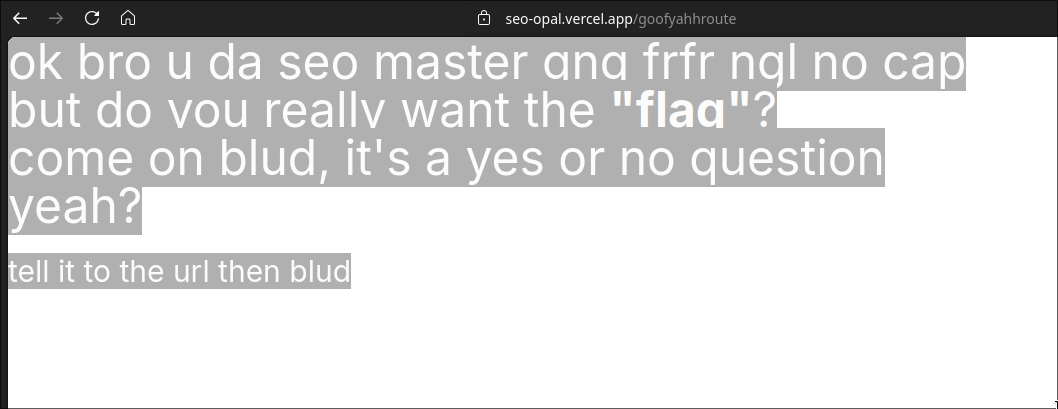 seo-opal.vercel.app/goofyahhroute
ok bro u da seo master gng frfr ngl no cap
but do you really want the "flag"?
come on blud, it's a yes or no question
yeah?
tell it to the url then blud